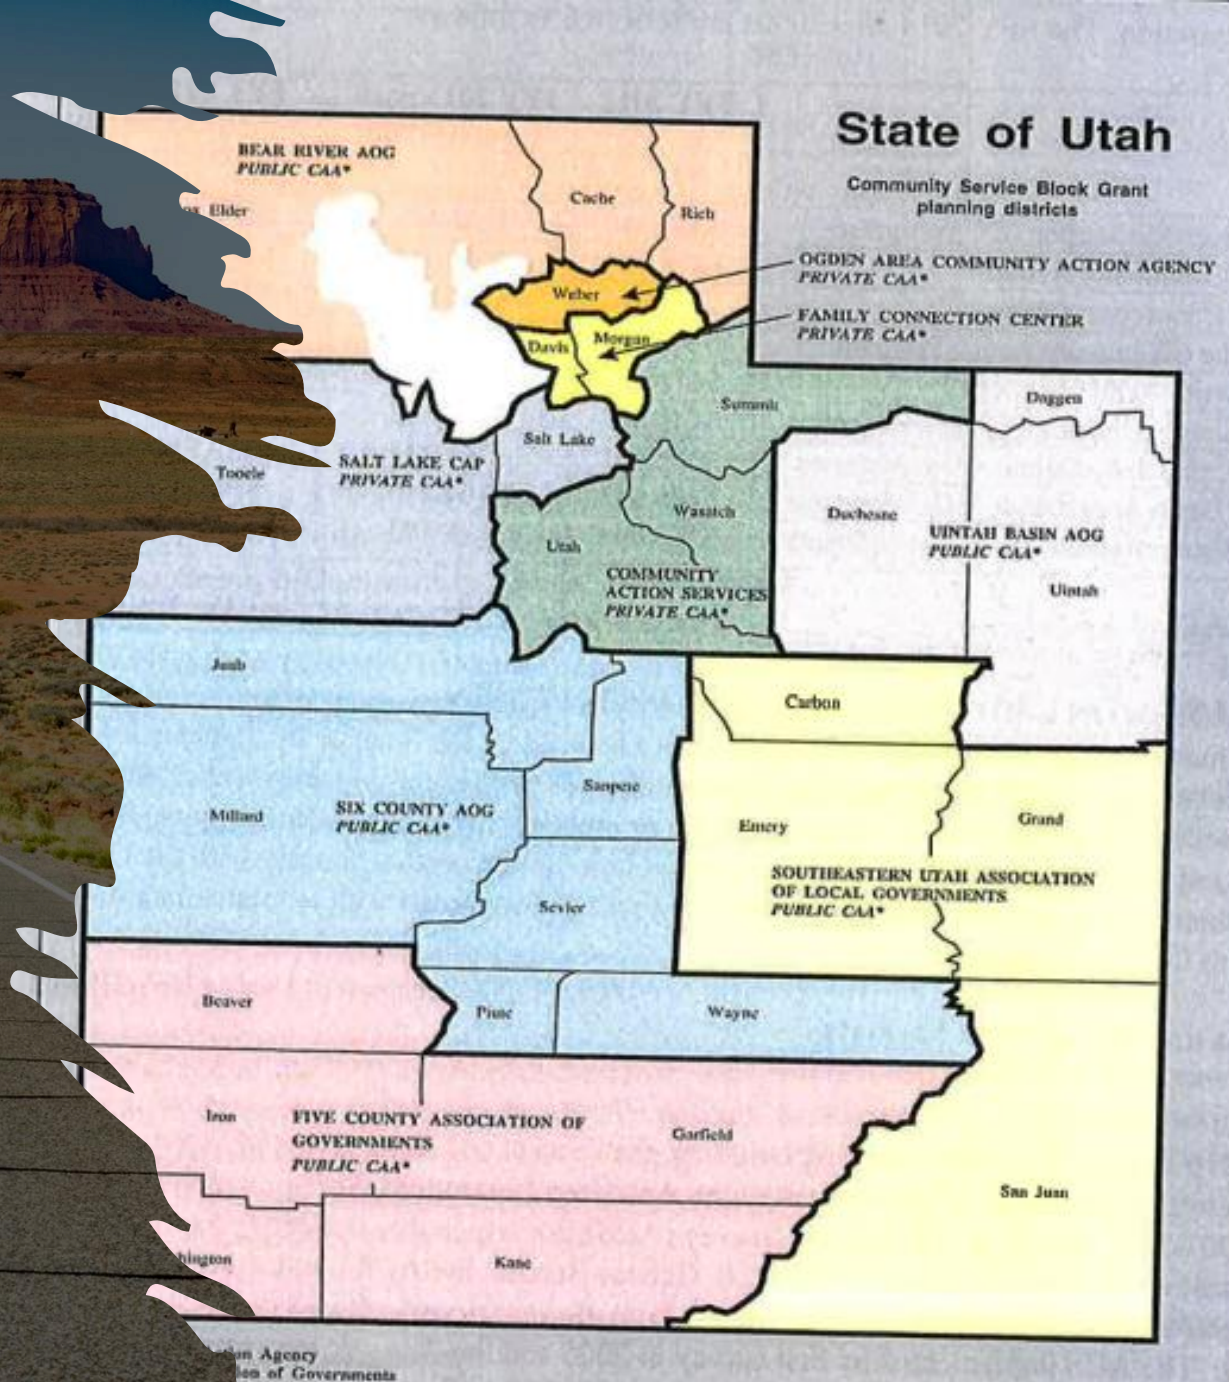 State of Utah
Community Service Block Grant
planning districts
BEAR RIVER AOG
PUBLIC CAA*
Elder
Cache
Rich
OGDEN AREA COMMUNITY ACTION AGENCY
PRIVATE CAA*
Weber
FAMILY CONNECTION CENTER
PRIVATE CAA*
Davis
Morgan
Summit
Daggen
Salt Lake
SALT LAKE CAP
PRIVATE CAA*
Tooele
Wasatch
Duchesne
UINTAH BASIN AOG
PUBLIC CAA*
Utah
COMMUNITY
ACTION SERVICES
PRIVATE CAA*
Uintah
Juab
Carbon
Sanpete
Millard
SIX COUNTY AOG
PUBLIC CAA*
Emery
Grand
SOUTHEASTERN UTAH ASSOCIATION
OF LOCAL GOVERNMENTS
PUBLIC CAA*
Sevier
Beaver
Piute
Wayne
Iron
FIVE COUNTY ASSOCIATION OF
GOVERNMENTS
PUBLIC CAA*
Garfield
San Juan
hington
Kane
Agency
of Governments